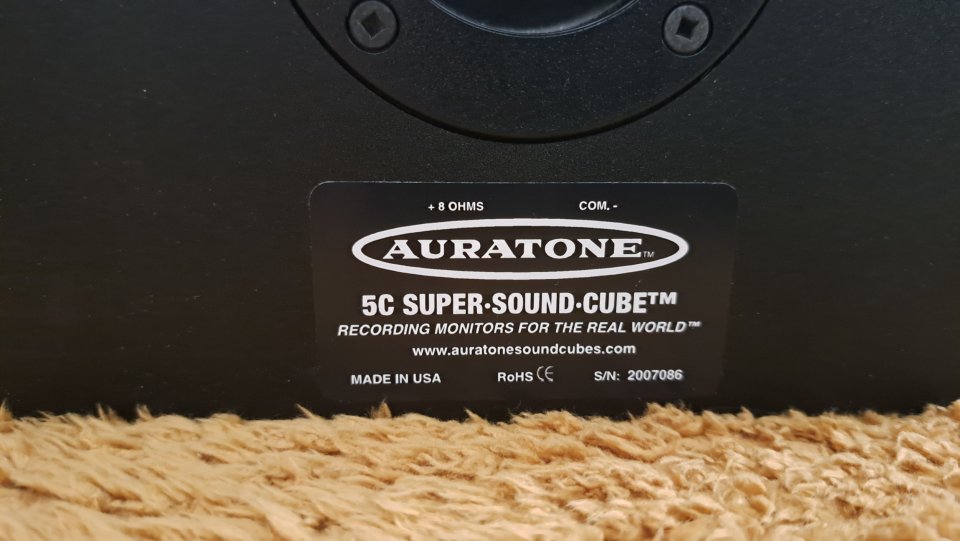 + 8 OHMS COM. -
AURATONE™
5C SUPER·SOUND·CUBE™
RECORDING MONITORS FOR THE REAL WORLD™
www.auratonesoundcubes.com
MADE IN USA RoHS CE S/N: 2007086